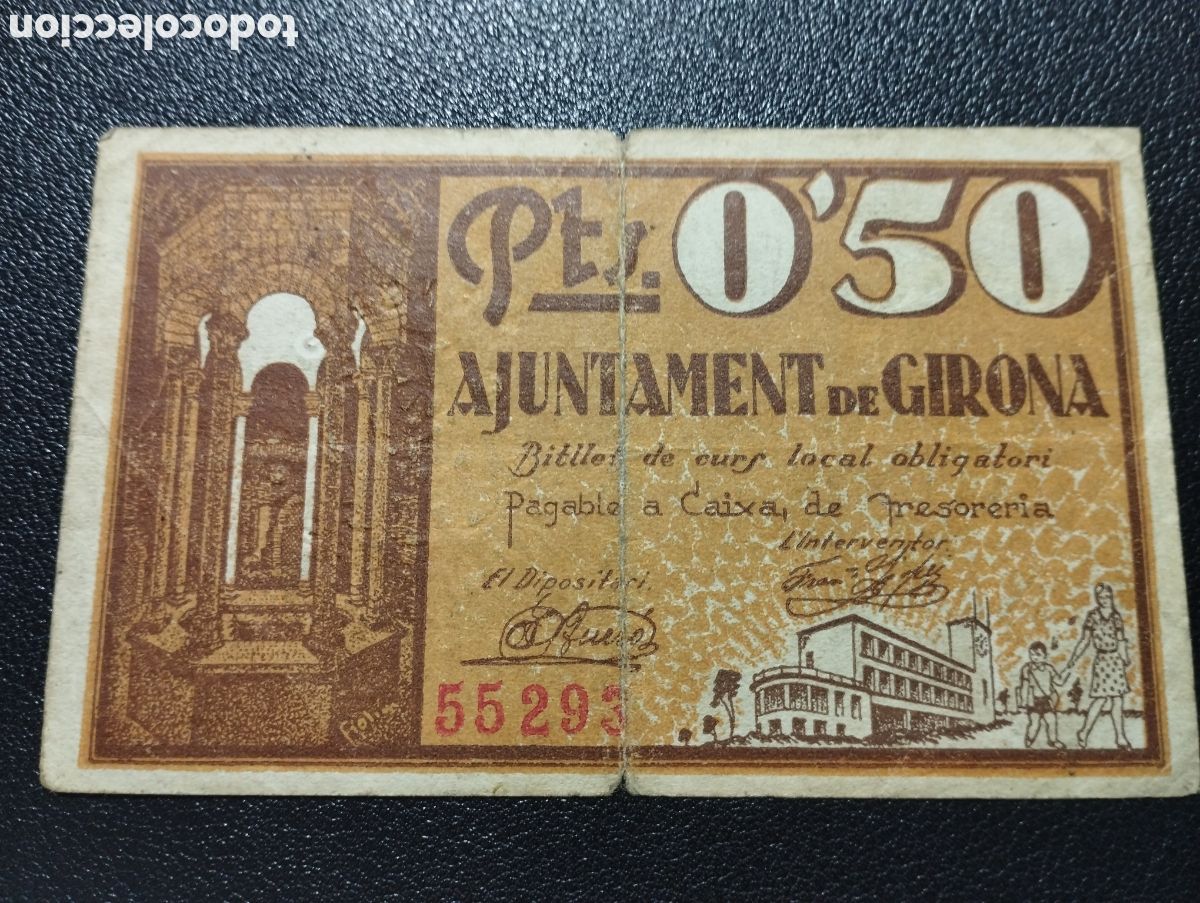 todocoleccion
Pts. 0'50
AJUNTAMENT DE GIRONA
Bitllet de curs local obligatori
Pagable a Caixa, de Tresoreria
L'Interventor.
El Dipositari.
55293